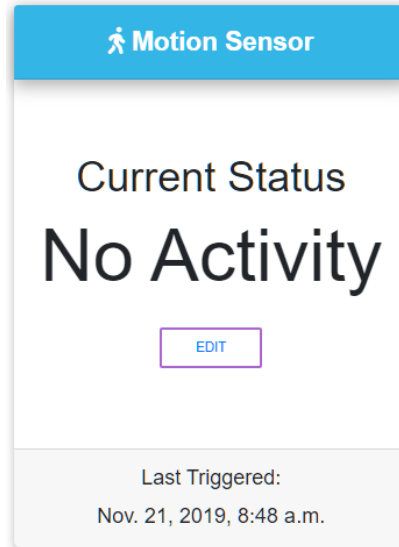 Motion Sensor
Current Status
No Activity
EDIT
Last Triggered:
Nov. 21, 2019, 8:48 a.m.